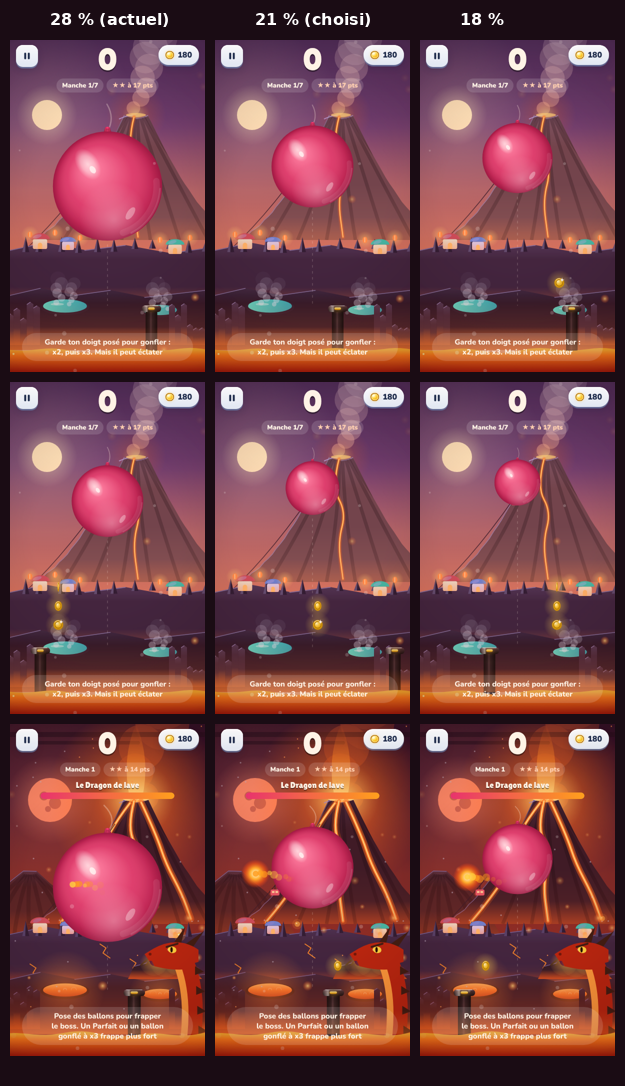 28 % (actuel) 21 % (choisi) 18 %
0 180 0 180 0 180
Manche 1/7 ★★ à 17 pts Manche 1/7 ★★ à 17 pts Manche 1/7 ★★ à 17 pts
Garde ton doigt posé pour gonfler : Garde ton doigt posé pour gonfler : Garde ton doigt posé pour gonfler :
x2, puis x3. Mais il peut éclater x2, puis x3. Mais il peut éclater x2, puis x3. Mais il peut éclater
0 180 0 180 0 180
Manche 1/7 ★★ à 17 pts Manche 1/7 ★★ à 17 pts Manche 1/7 ★★ à 17 pts
Garde ton doigt posé pour gonfler : Garde ton doigt posé pour gonfler : Garde ton doigt posé pour gonfler :
x2, puis x3. Mais il peut éclater x2, puis x3. Mais il peut éclater x2, puis x3. Mais il peut éclater
0 180 0 180 0 180
Manche 1 ★★ à 14 pts Manche 1 ★★ à 14 pts Manche 1 ★★ à 14 pts
Le Dragon de lave Le Dragon de lave Le Dragon de lave
Pose des ballons pour frapper Pose des ballons pour frapper Pose des ballons pour frapper
le boss. Un Parfait ou un ballon le boss. Un Parfait ou un ballon le boss. Un Parfait ou un ballon
gonflé à x3 frappe plus fort gonflé à x3 frappe plus fort gonflé à x3 frappe plus fort